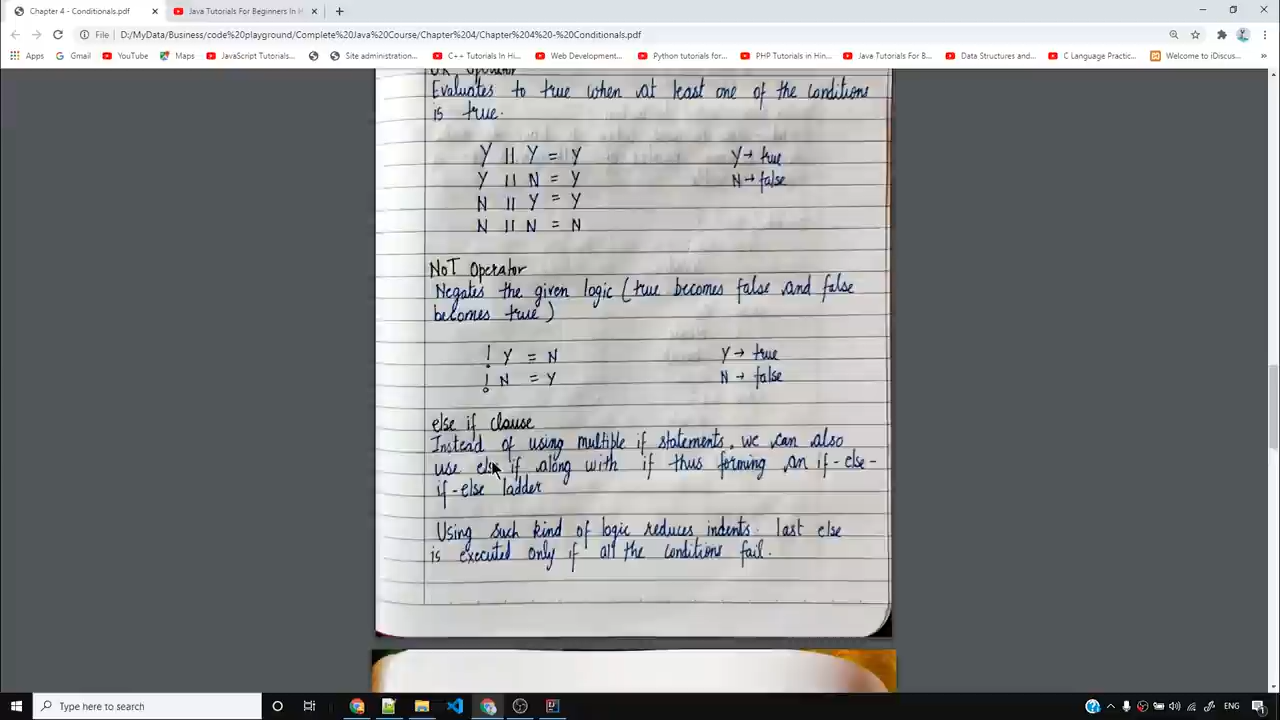 Chapter 4 - Conditionals.pdf
Java Tutorials For Beginners In H
File
D:/MyData/Business/code%20playground/Complete%20Java%20Course/Chapter%204/Chapter%204%20-%20Conditionals.pdf
Apps
Gmail
YouTube
Maps
JavaScript Tutorials...
Site administration...
C++ Tutorials In Hi...
Web Development...
Python tutorials for...
PHP Tutorials in Hin...
Java Tutorials For B...
Data Structures and...
C Language Practic...
Welcome to iDiscu...
OR Operator
Evaluates to true when at least one of the conditions
is true.
Y || Y = Y Y → true
Y || N = Y N → false
N || Y = Y
N || N = N
NOT Operator
Negates the given logic (true becomes false and false
becomes true)
! Y = N Y → true
! N = Y N → false
else if clause
Instead of using multible if statements, we can also
use else if along with if thus forming an if-else-
if-else ladder
Using such kind of logic reduces indents. last else
is executed only if all the conditions fail.
Type here to search
ENG